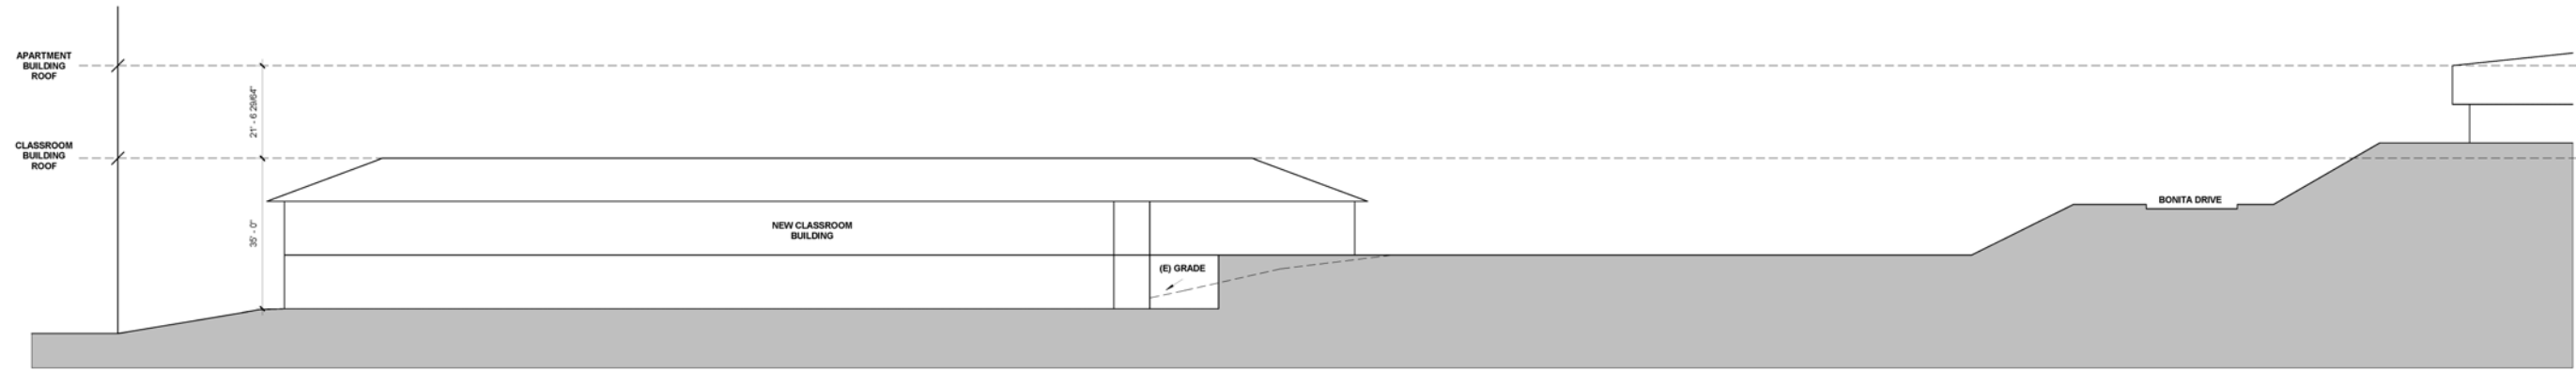 APARTMENT
BUILDING
ROOF
21' - 6 29/64"
CLASSROOM
BUILDING
ROOF
35' - 0"
NEW CLASSROOM
BUILDING
(E) GRADE
BONITA DRIVE